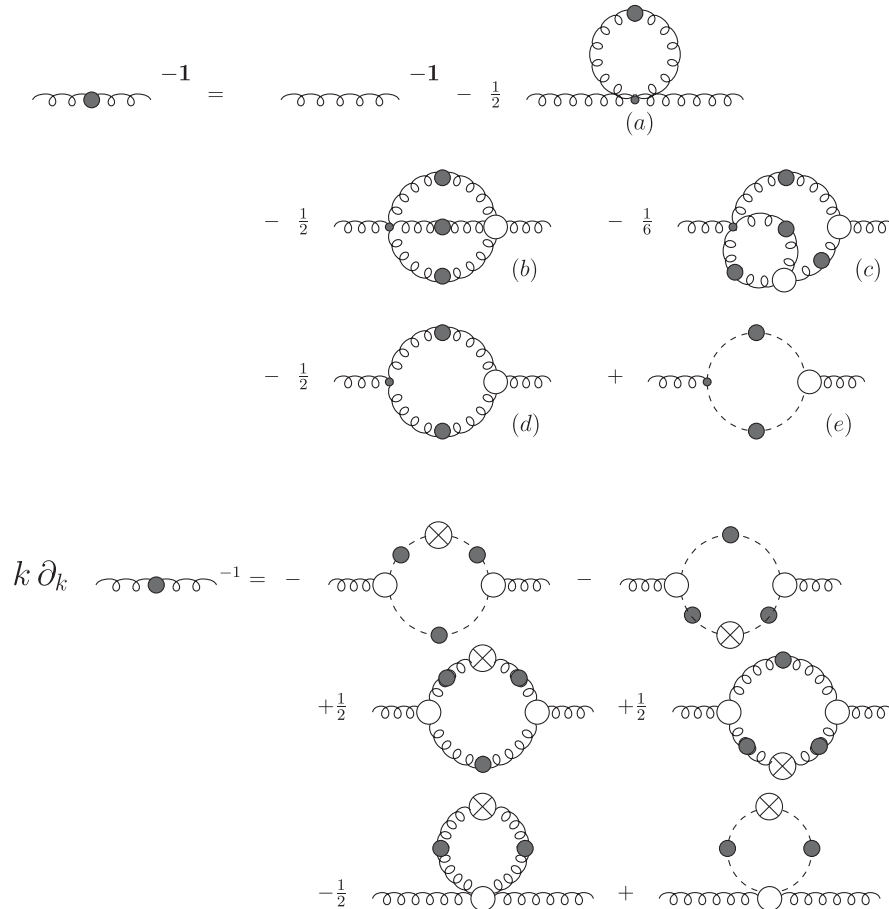 −1 = −1 − 1/2
(a)
− 1/2 (b) − 1/6 (c)
− 1/2 (d) + (e)
k ∂ₖ −1 = − −
+1/2 +1/2
−1/2 +